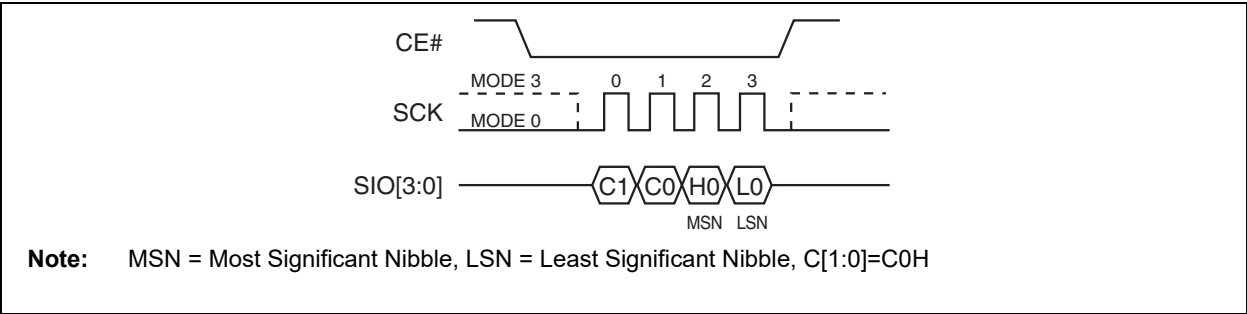 CE#
MODE 3 0 1 2 3
SCK
MODE 0
SIO[3:0] C1 C0 H0 L0
MSN LSN
Note: MSN = Most Significant Nibble, LSN = Least Significant Nibble, C[1:0]=C0H